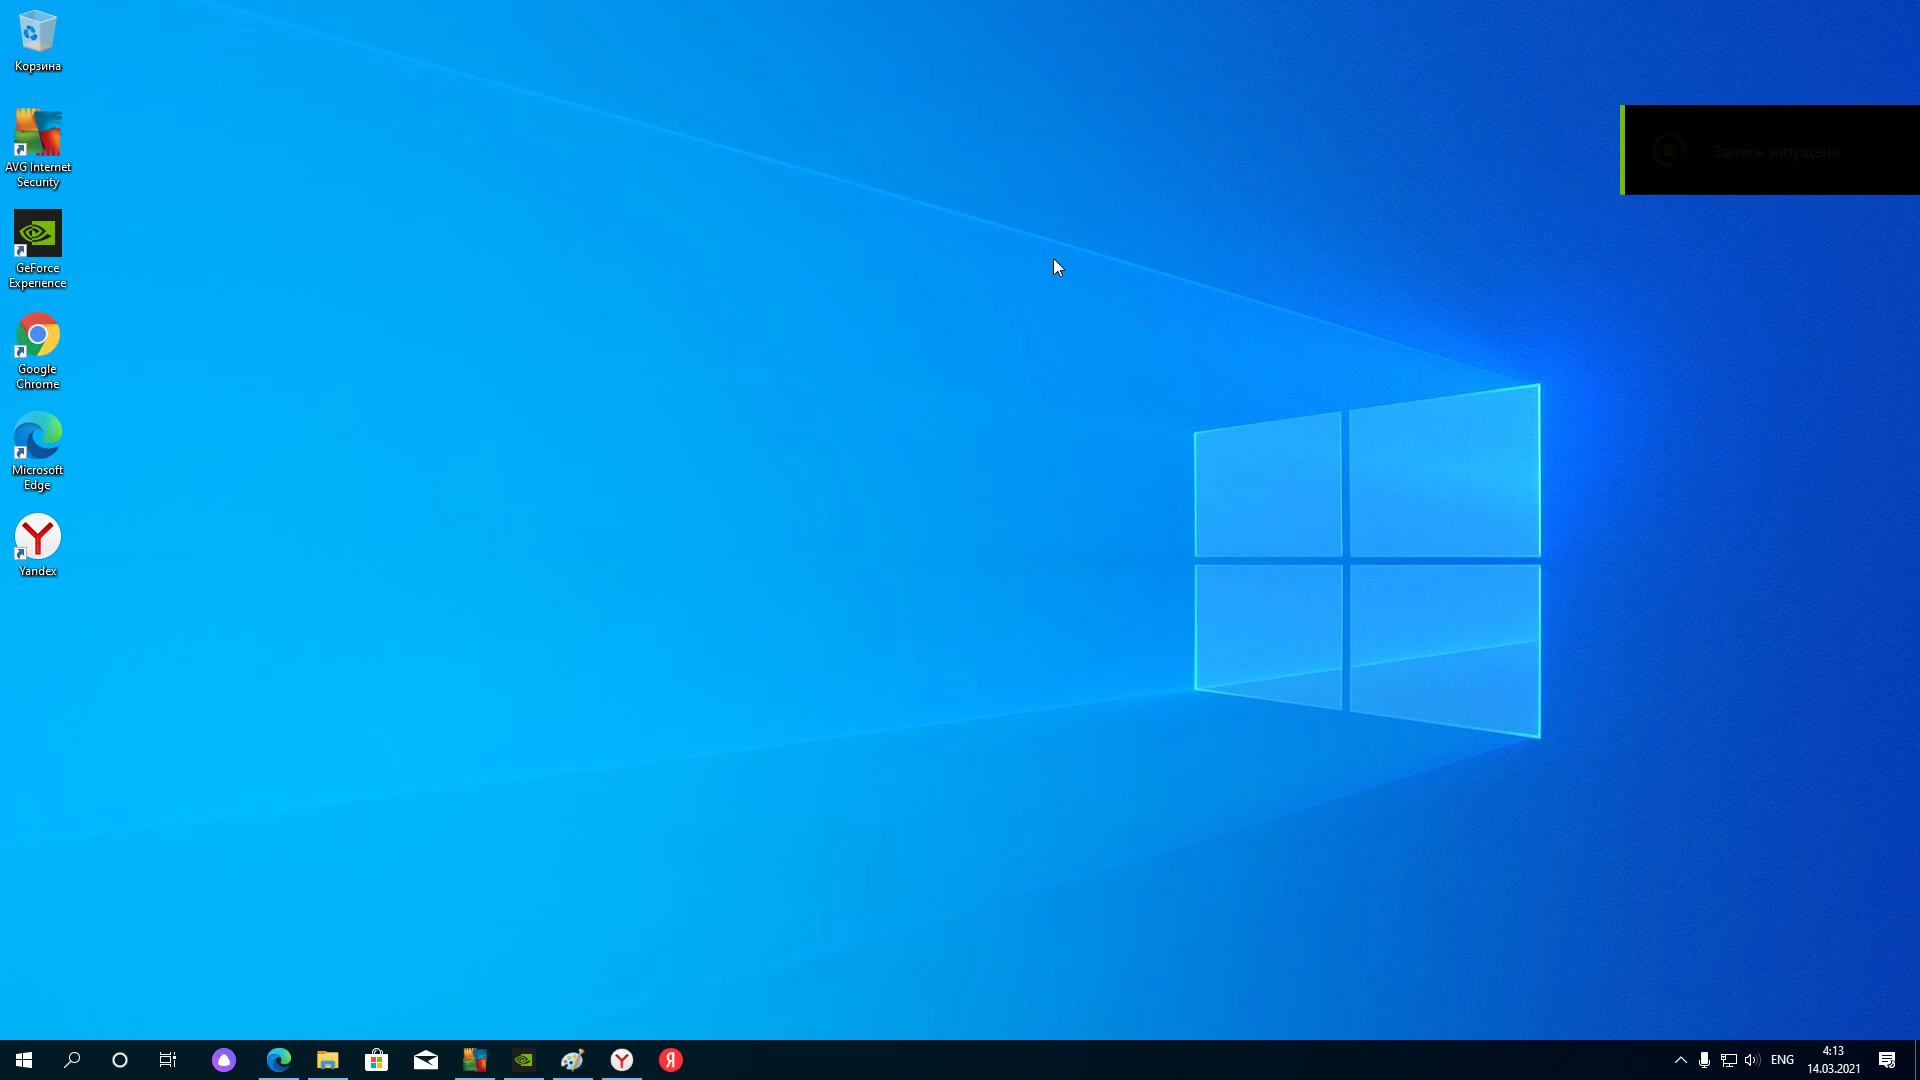 Корзина
AVG Internet
Security
GeForce
Experience
Google
Chrome
Microsoft
Edge
Yandex
Запись запущена
ENG
4:13
14.03.2021